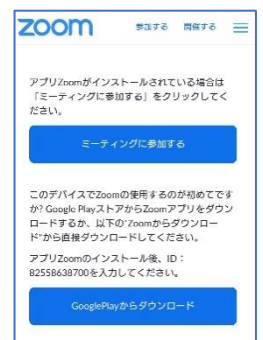 zoom 参加する 開催する
アプリZoomがインストールされている場合は
「ミーティングに参加する」をクリックしてく
ださい。
ミーティングに参加する
このデバイスでZoomの使用するのが初めてです
か? Google PlayストアからZoomアプリをダウン
ロードするか、以下の"Zoomからダウンロー
ド"から直接ダウンロードしてください。
アプリZoomのインストール後、ID：
82558638700を入力してください。
GooglePlayからダウンロード